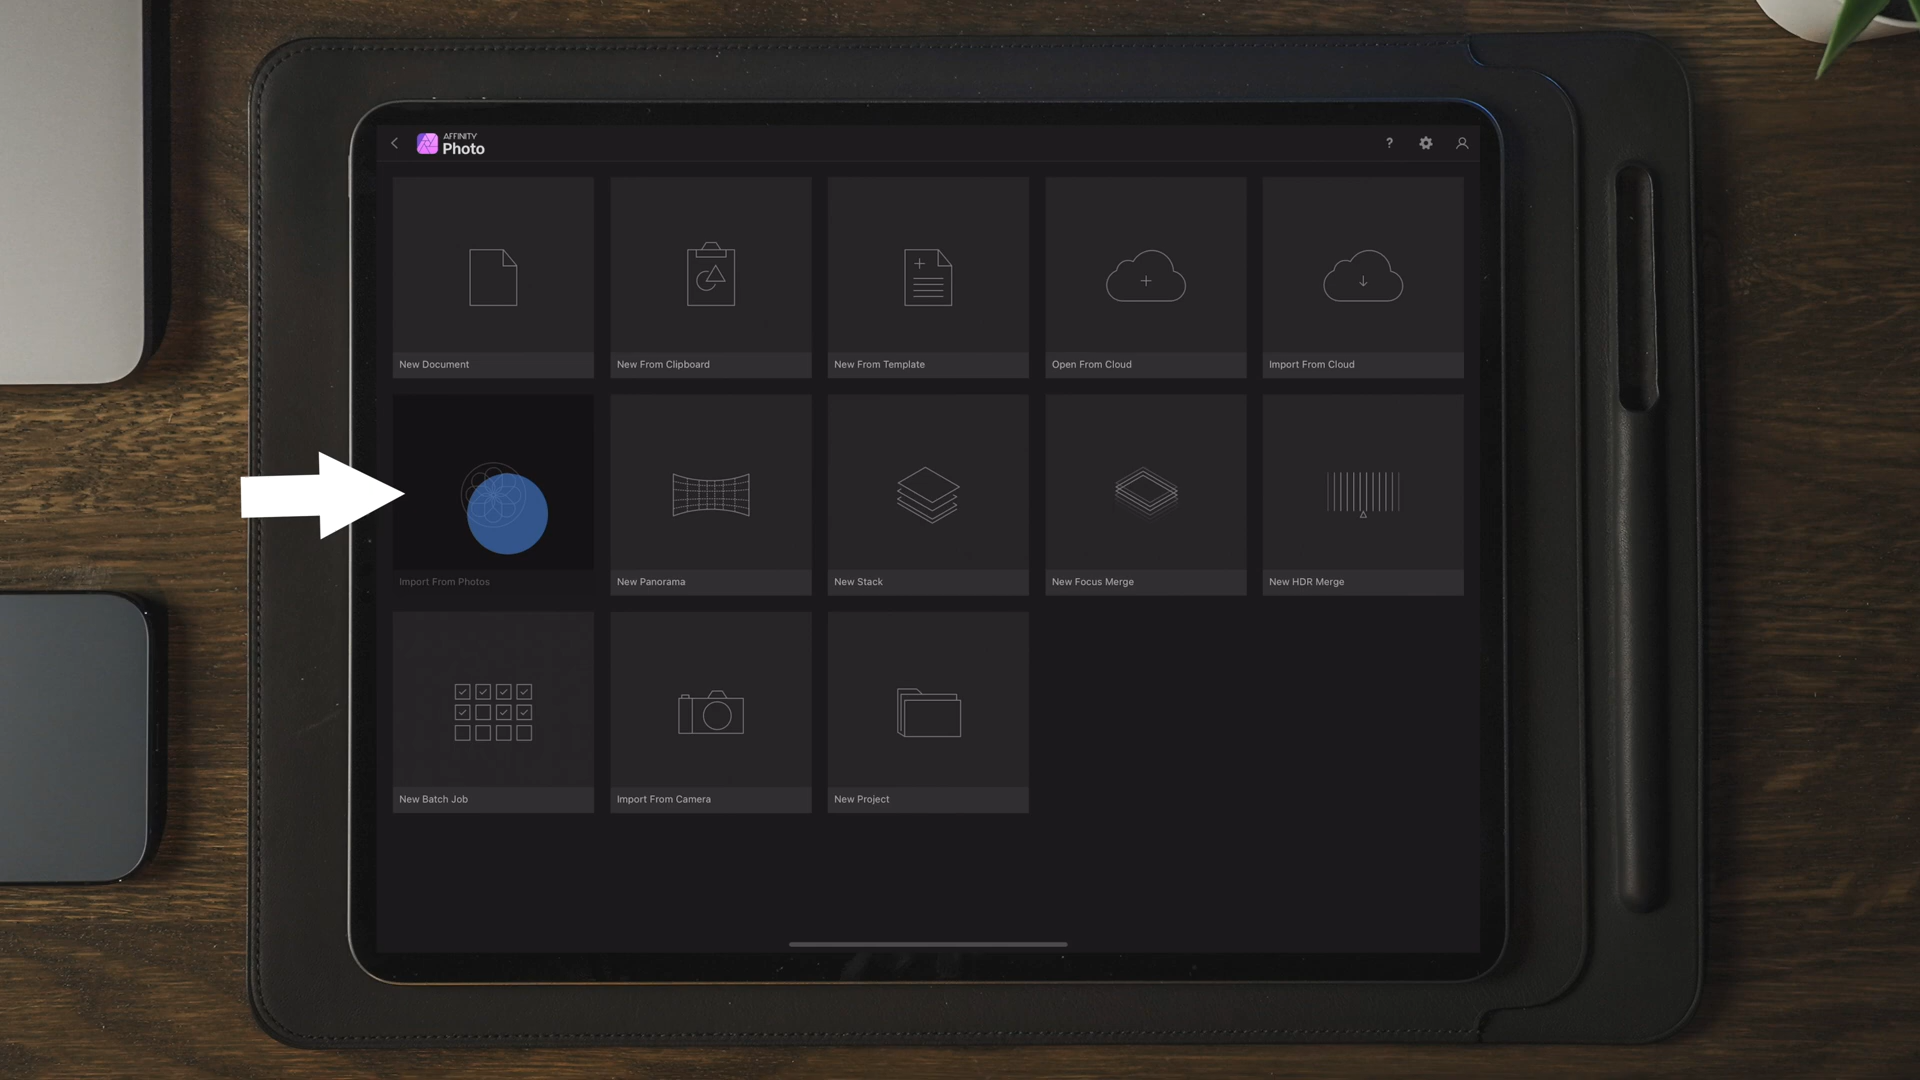 AFFINITY
Photo
?
New Document
New From Clipboard
New From Template
Open From Cloud
Import From Cloud
Import From Photos
New Panorama
New Stack
New Focus Merge
New HDR Merge
New Batch Job
Import From Camera
New Project